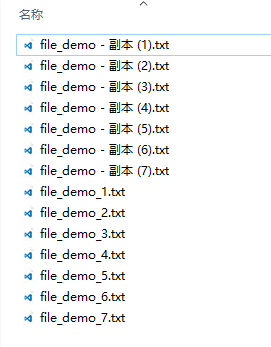 名称
file_demo - 副本 (1).txt
file_demo - 副本 (2).txt
file_demo - 副本 (3).txt
file_demo - 副本 (4).txt
file_demo - 副本 (5).txt
file_demo - 副本 (6).txt
file_demo - 副本 (7).txt
file_demo_1.txt
file_demo_2.txt
file_demo_3.txt
file_demo_4.txt
file_demo_5.txt
file_demo_6.txt
file_demo_7.txt